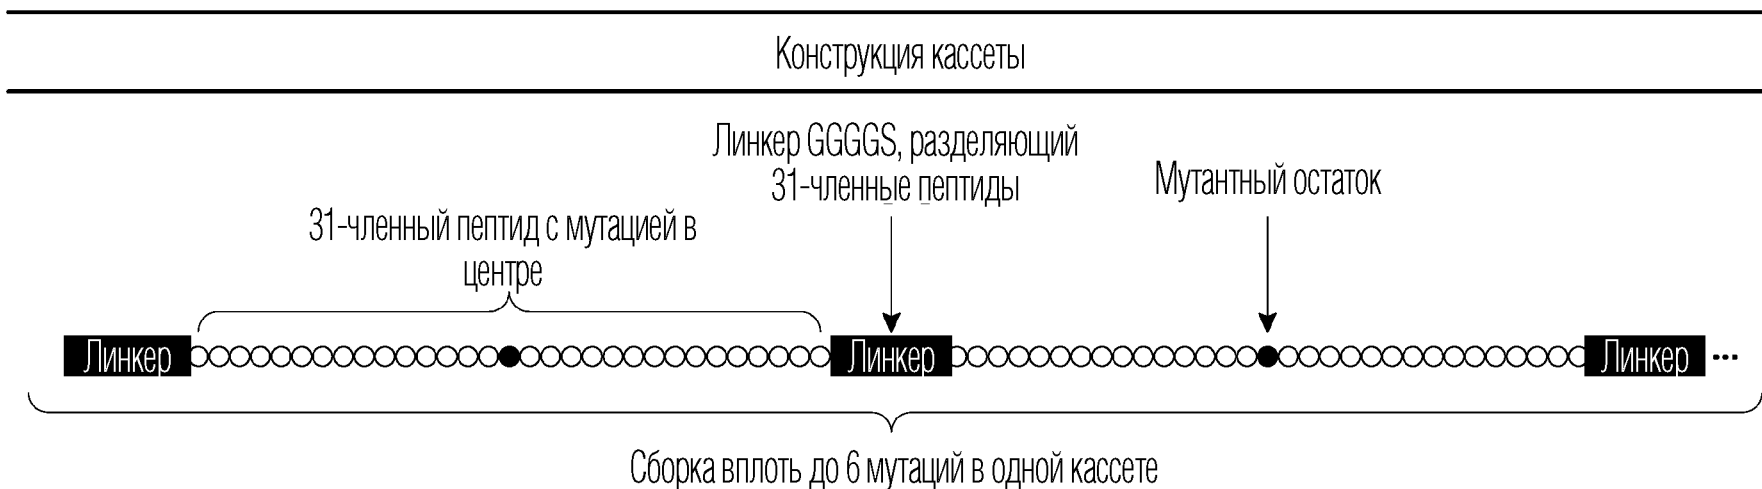 Конструкция кассеты
Линкер GGGGS, разделяющий
31-членные пептиды
Мутантный остаток
31-членный пептид с мутацией в
центре
Линкер
Линкер
Линкер ...
Сборка вплоть до 6 мутаций в одной кассете